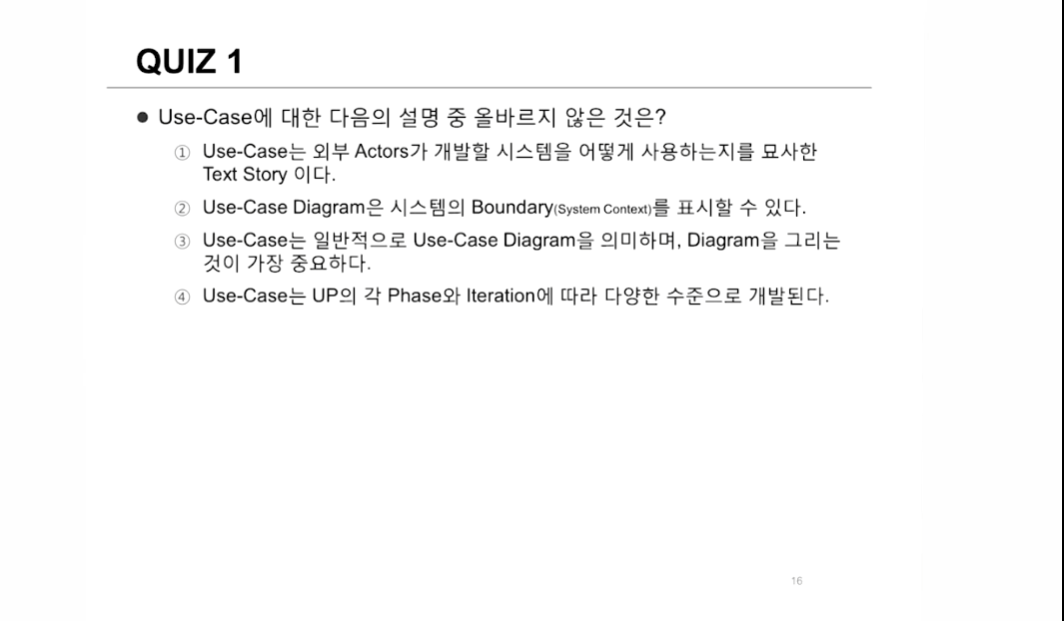 QUIZ 1
● Use-Case에 대한 다음의 설명 중 올바르지 않은 것은?
① Use-Case는 외부 Actors가 개발할 시스템을 어떻게 사용하는지를 묘사한
Text Story 이다.
② Use-Case Diagram은 시스템의 Boundary(System Context)를 표시할 수 있다.
③ Use-Case는 일반적으로 Use-Case Diagram을 의미하며, Diagram을 그리는
것이 가장 중요하다.
④ Use-Case는 UP의 각 Phase와 Iteration에 따라 다양한 수준으로 개발된다.
16